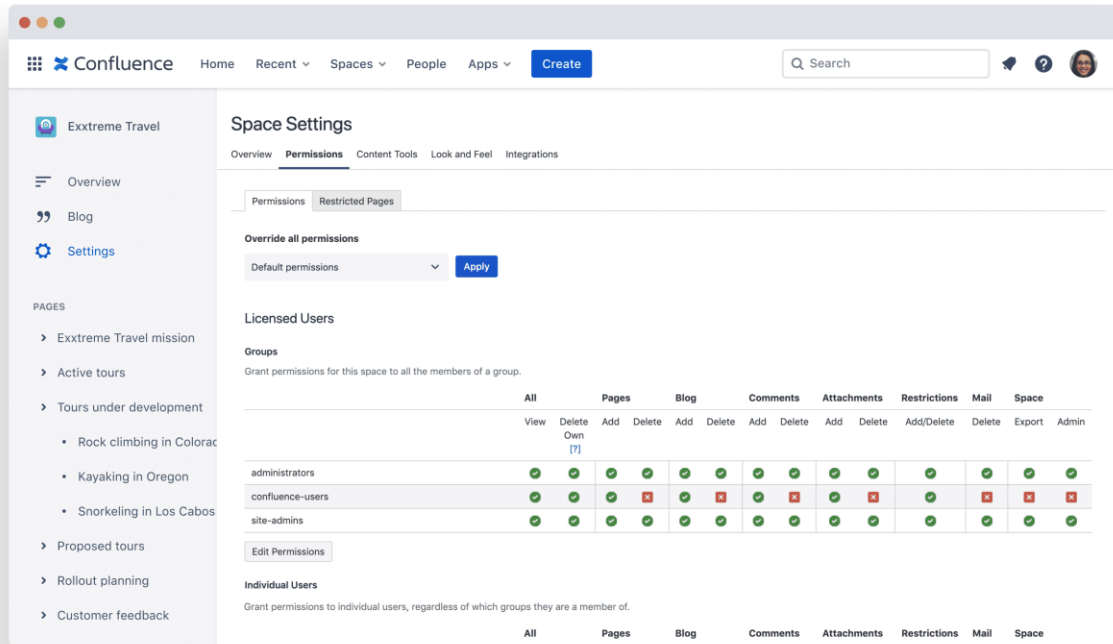 Confluence
Home Recent Spaces People Apps Create
Search
Exxtreme Travel
Overview
Blog
Settings
PAGES
Exxtreme Travel mission
Active tours
Tours under development
Rock climbing in Colorac
Kayaking in Oregon
Snorkeling in Los Cabos
Proposed tours
Rollout planning
Customer feedback
Space Settings
Overview Permissions Content Tools Look and Feel Integrations
Permissions Restricted Pages
Override all permissions
Default permissions Apply
Licensed Users
Groups
Grant permissions for this space to all the members of a group.
All Pages Blog Comments Attachments Restrictions Mail Space
View Delete Own [?] Add Delete Add Delete Add Delete Add Delete Add/Delete Delete Export Admin
administrators
confluence-users
site-admins
Edit Permissions
Individual Users
Grant permissions to individual users, regardless of which groups they are a member of.
All Pages Blog Comments Attachments Restrictions Mail Space